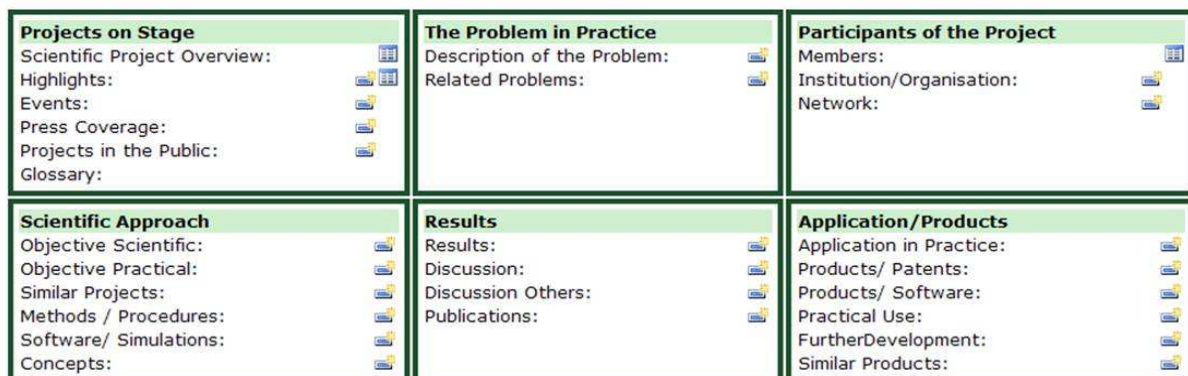 Projects on Stage
Scientific Project Overview:
Highlights:
Events:
Press Coverage:
Projects in the Public:
Glossary:
The Problem in Practice
Description of the Problem:
Related Problems:
Participants of the Project
Members:
Institution/Organisation:
Network:
Scientific Approach
Objective Scientific:
Objective Practical:
Similar Projects:
Methods / Procedures:
Software/ Simulations:
Concepts:
Results
Results:
Discussion:
Discussion Others:
Publications:
Application/Products
Application in Practice:
Products/ Patents:
Products/ Software:
Practical Use:
FurtherDevelopment:
Similar Products: